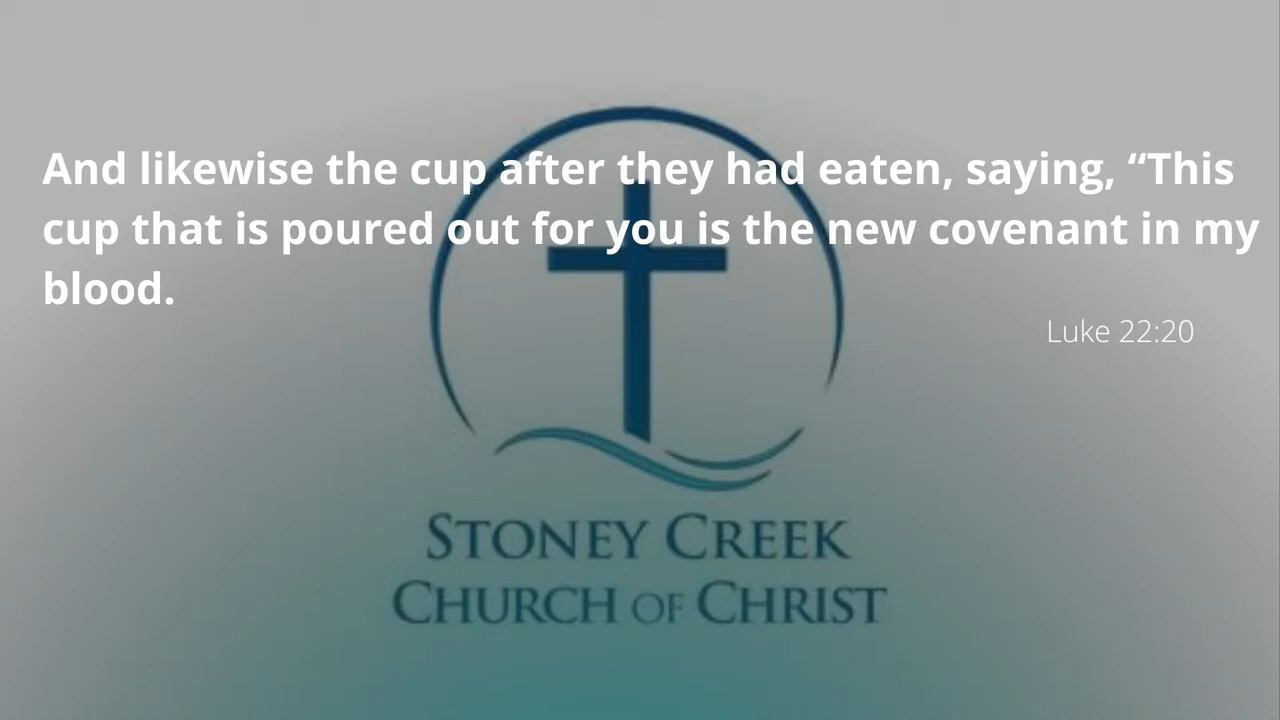 And likewise the cup after they had eaten, saying, “This
cup that is poured out for you is the new covenant in my
blood.
Luke 22:20
STONEY CREEK
CHURCH OF CHRIST